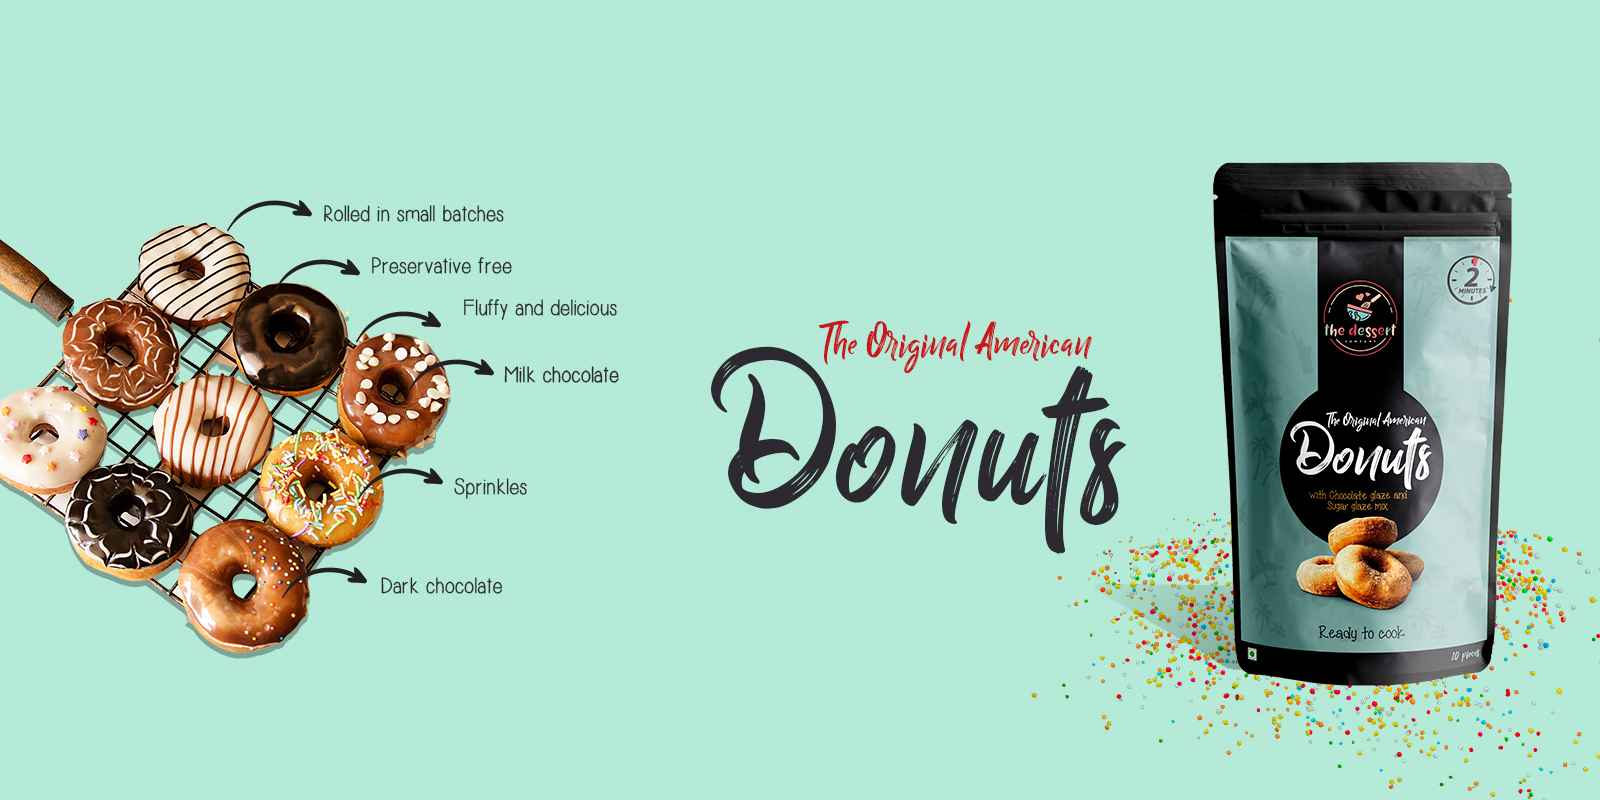 Rolled in small batches
Preservative free
Fluffy and delicious
Milk chocolate
Sprinkles
Dark chocolate
The Original American
Donuts
2
MINUTES
the dessert
COMPANY
The Original American
Donuts
with Chocolate glaze and
Sugar glaze mix
Ready to cook
10 pieces